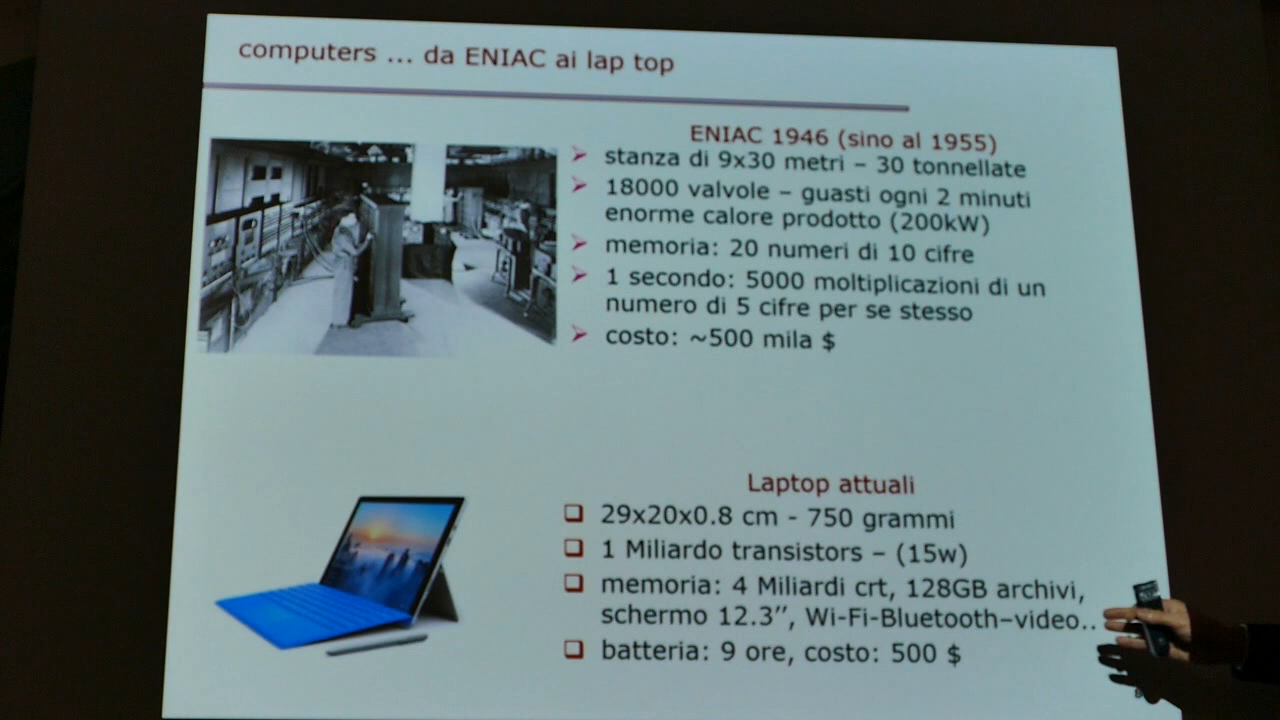 computers ... da ENIAC ai lap top
ENIAC 1946 (sino al 1955)
➢ stanza di 9x30 metri – 30 tonnellate
➢ 18000 valvole – guasti ogni 2 minuti
enorme calore prodotto (200kW)
➢ memoria: 20 numeri di 10 cifre
➢ 1 secondo: 5000 moltiplicazioni di un
numero di 5 cifre per se stesso
➢ costo: ~500 mila $
Laptop attuali
❑ 29x20x0.8 cm - 750 grammi
❑ 1 Miliardo transistors – (15w)
❑ memoria: 4 Miliardi crt, 128GB archivi,
schermo 12.3’’, Wi-Fi-Bluetooth–video..
❑ batteria: 9 ore, costo: 500 $